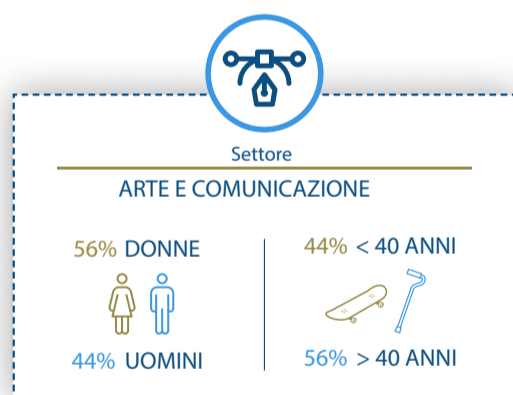 Settore
ARTE E COMUNICAZIONE
56% DONNE
44% UOMINI
44% < 40 ANNI
56% > 40 ANNI